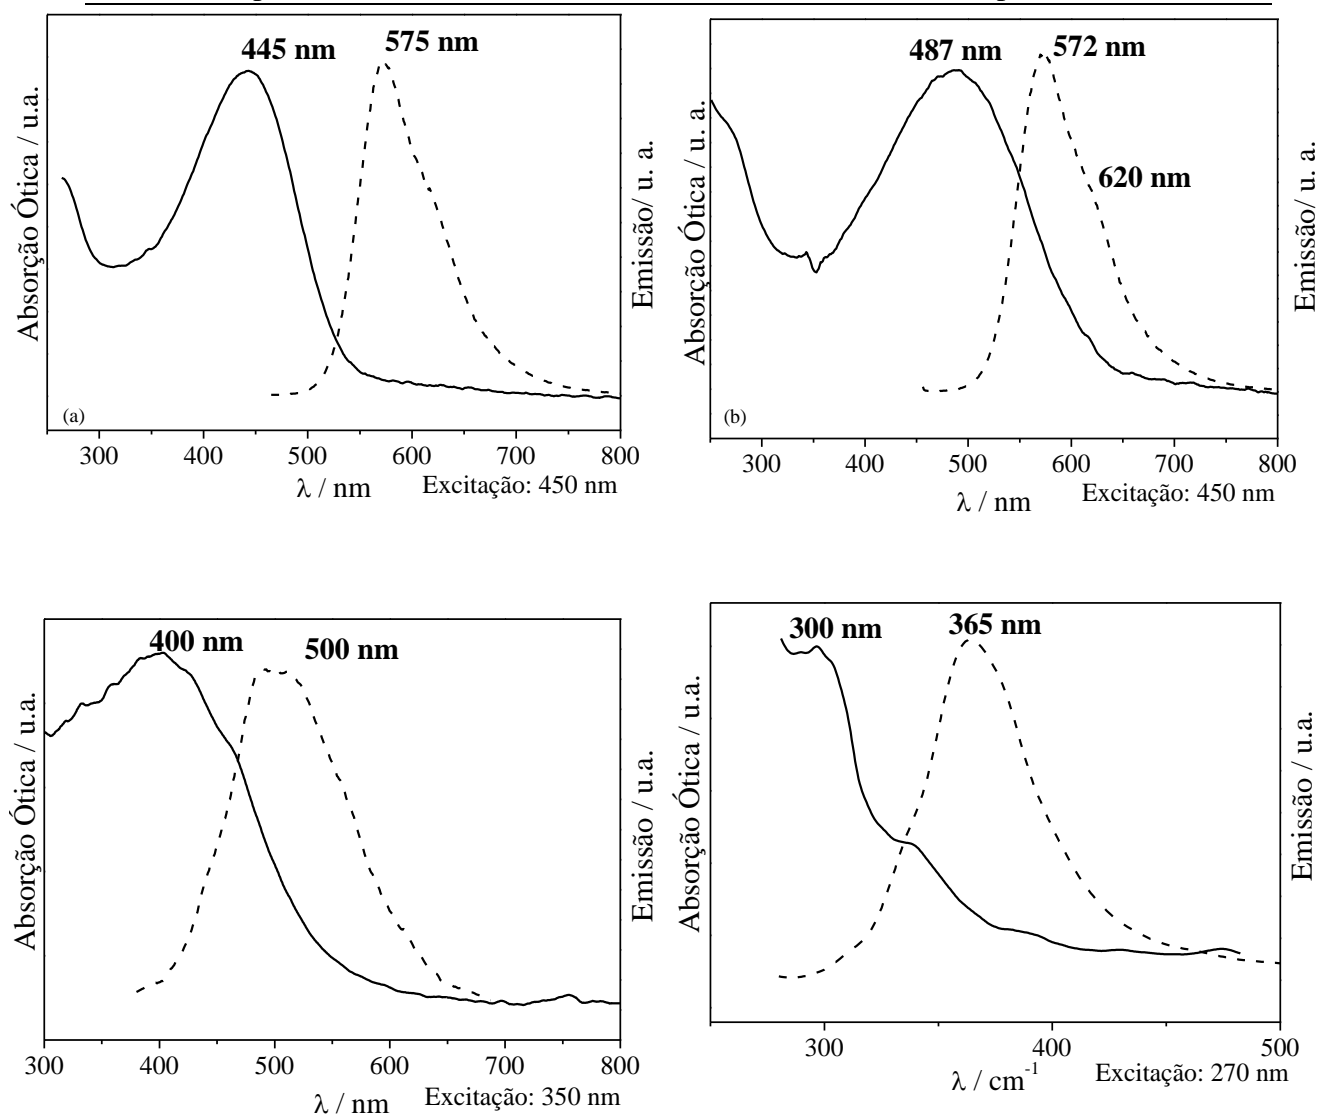 445 nm
575 nm
Absorção Ótica / u.a.
Emissão/ u. a.
(a)
300 400 500 600 700 800
λ / nm
Excitação: 450 nm
487 nm
572 nm
620 nm
Absorção Ótica / u. a.
Emissão/ u. a.
(b)
300 400 500 600 700 800
λ / nm
Excitação: 450 nm
400 nm
500 nm
Absorção Ótica / u.a.
Emissão / u.a.
300 400 500 600 700 800
λ / nm
Excitação: 350 nm
300 nm
365 nm
Absorção Ótica / u.a.
Emissão / u.a.
300 400 500
λ / cm⁻¹
Excitação: 270 nm